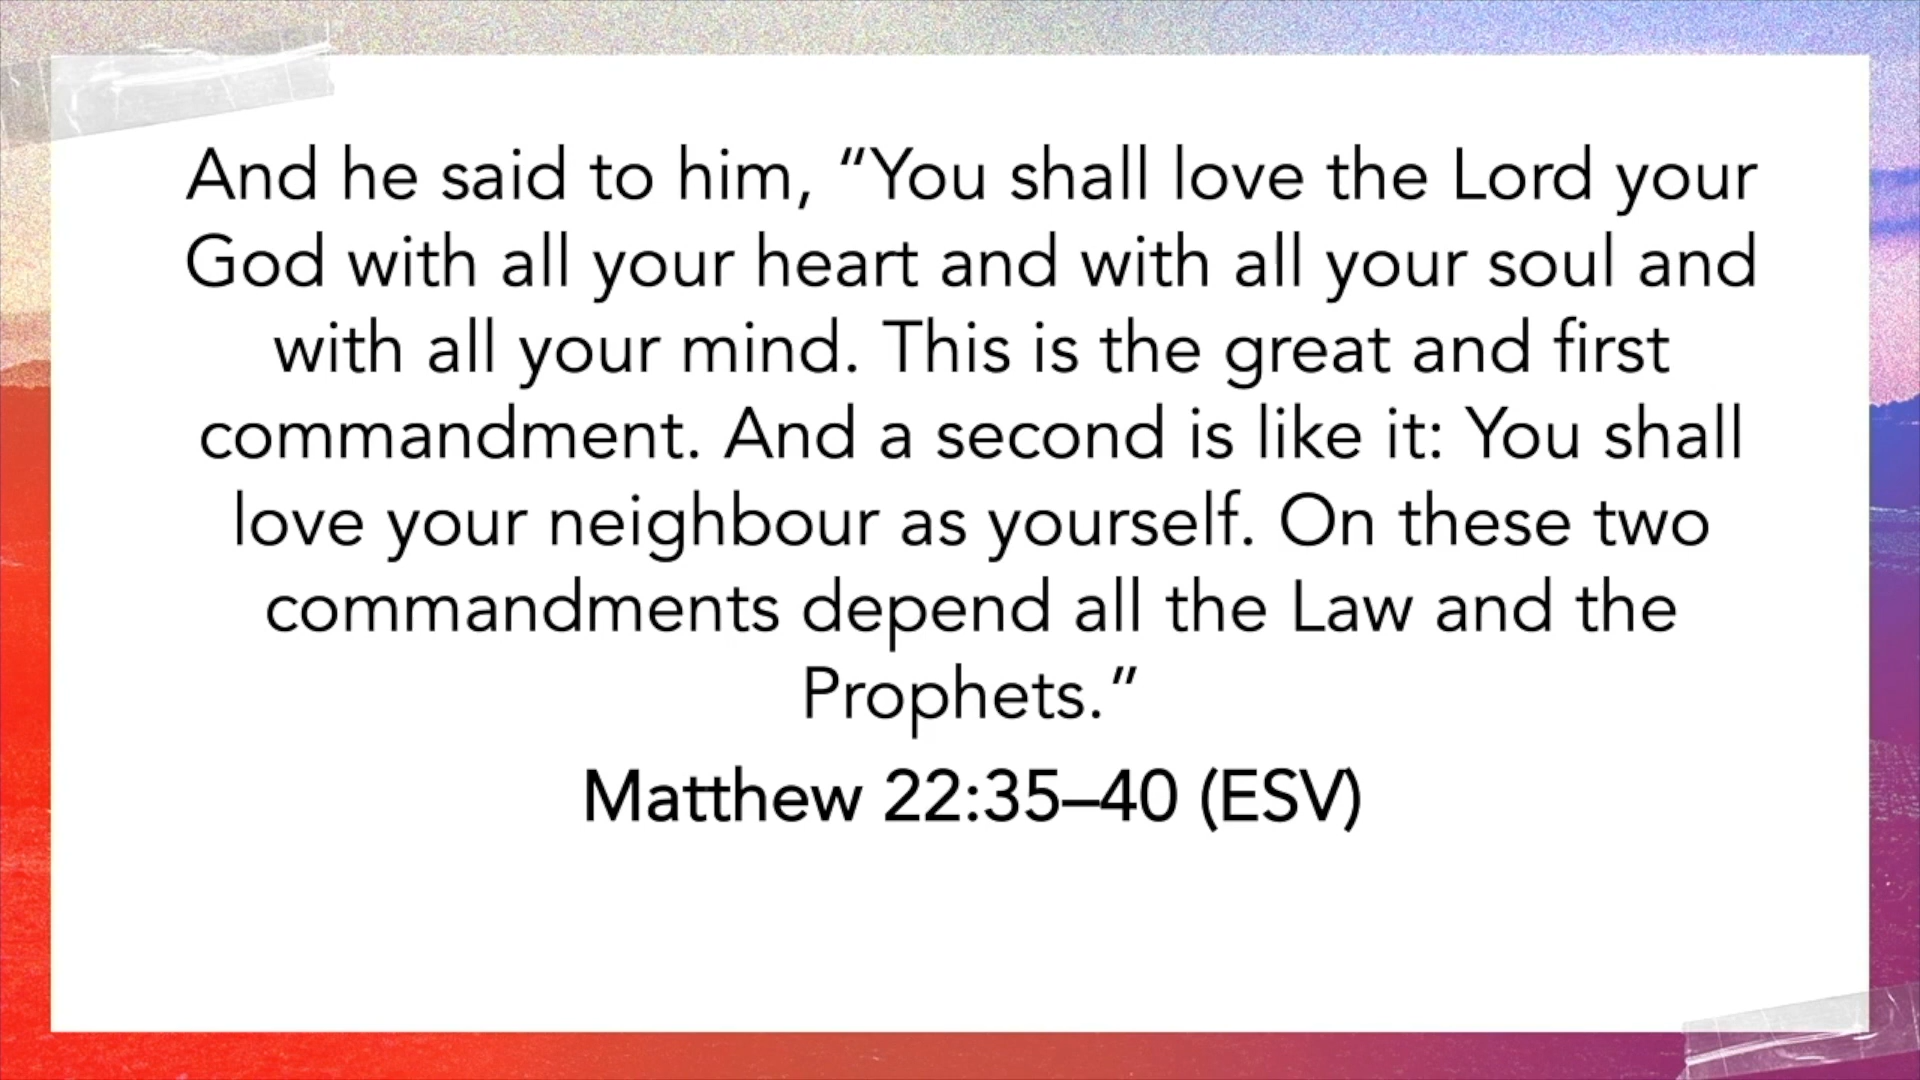 And he said to him, “You shall love the Lord your
God with all your heart and with all your soul and
with all your mind. This is the great and first
commandment. And a second is like it: You shall
love your neighbour as yourself. On these two
commandments depend all the Law and the
Prophets.”
Matthew 22:35–40 (ESV)